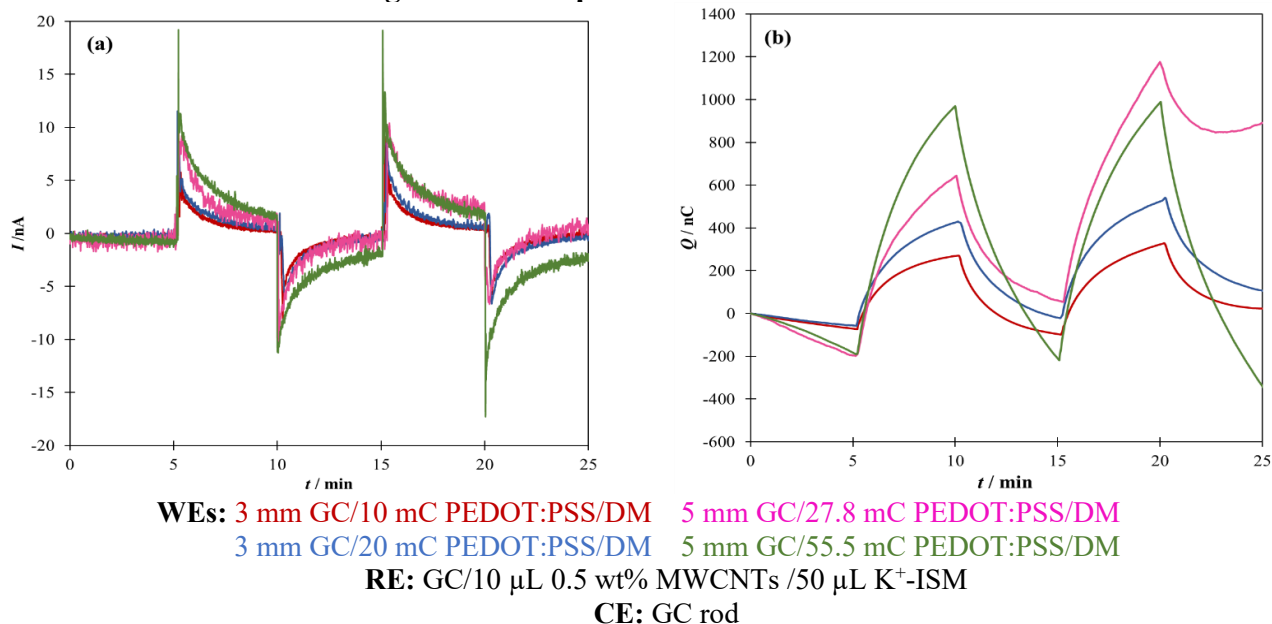 (a)
20
15
10
5
0
-5
-10
-15
-20
I /nA
0 5 10 15 20 25
t / min
(b)
1400
1200
1000
800
600
400
200
0
-200
-400
-600
Q / nC
0 5 10 15 20 25
t / min
WEs: 3 mm GC/10 mC PEDOT:PSS/DM 5 mm GC/27.8 mC PEDOT:PSS/DM
3 mm GC/20 mC PEDOT:PSS/DM 5 mm GC/55.5 mC PEDOT:PSS/DM
RE: GC/10 µL 0.5 wt% MWCNTs /50 µL K⁺-ISM
CE: GC rod